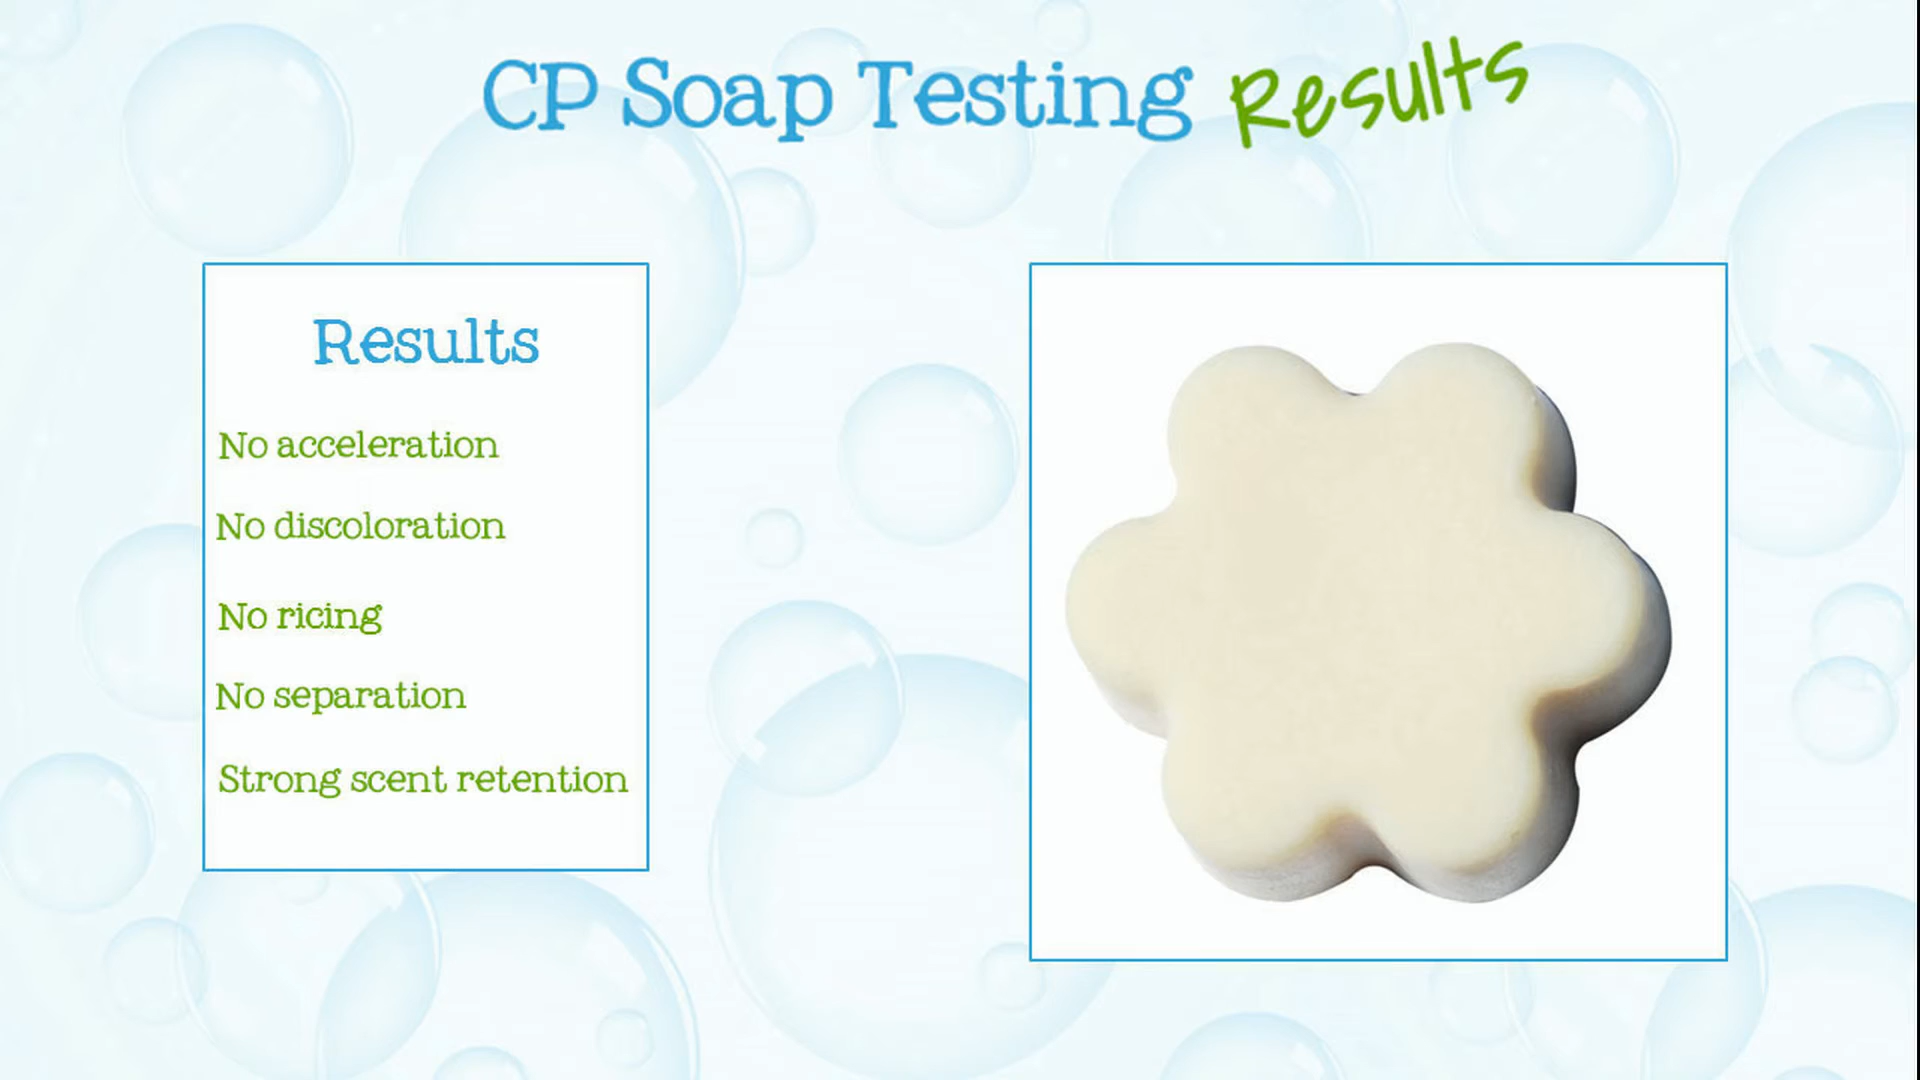 CP Soap Testing Results
Results
No acceleration
No discoloration
No ricing
No separation
Strong scent retention